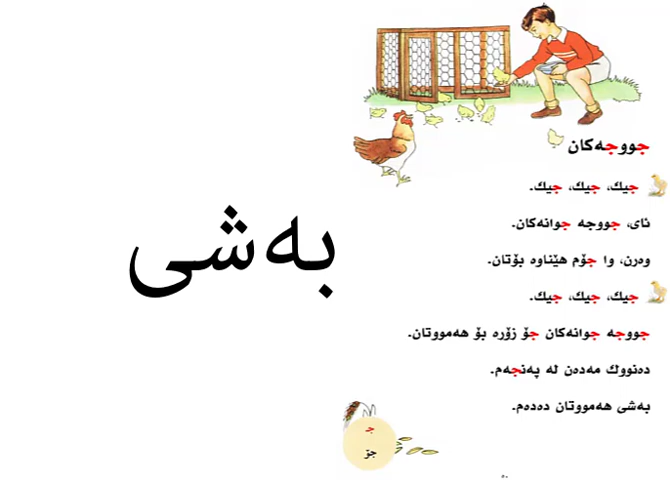 بەشی
جووجەکان
جیك، جیك، جیك.
ئای، جووجە جوانەکان.
وەرن، وا جۆم هێناوە بۆتان.
جیك، جیك، جیك.
جووجە جوانەکان جۆ زۆرە بۆ هەمووتان.
دەنووك مەدەن لە پەنجەم.
بەشی هەمووتان دەدەم.
جـ
جۆ